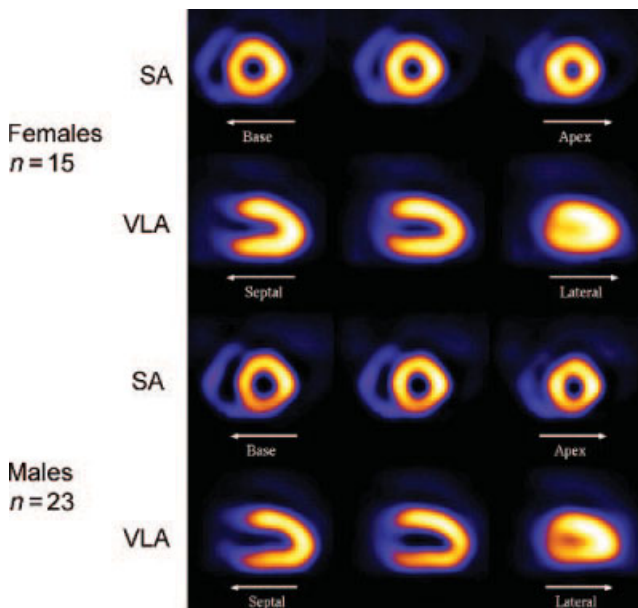 SA
Base
Apex
Females
n = 15
VLA
Septal
Lateral
SA
Base
Apex
Males
n = 23
VLA
Septal
Lateral